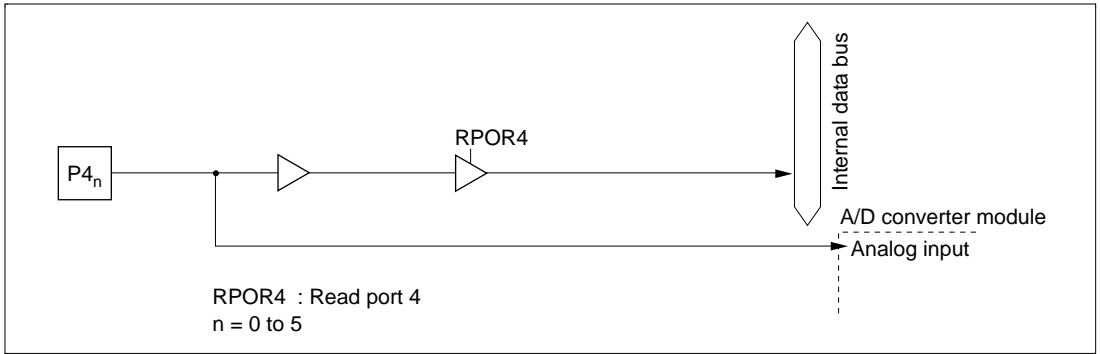 Internal data bus
RPOR4
P4n
A/D converter module
Analog input
RPOR4 : Read port 4
n = 0 to 5